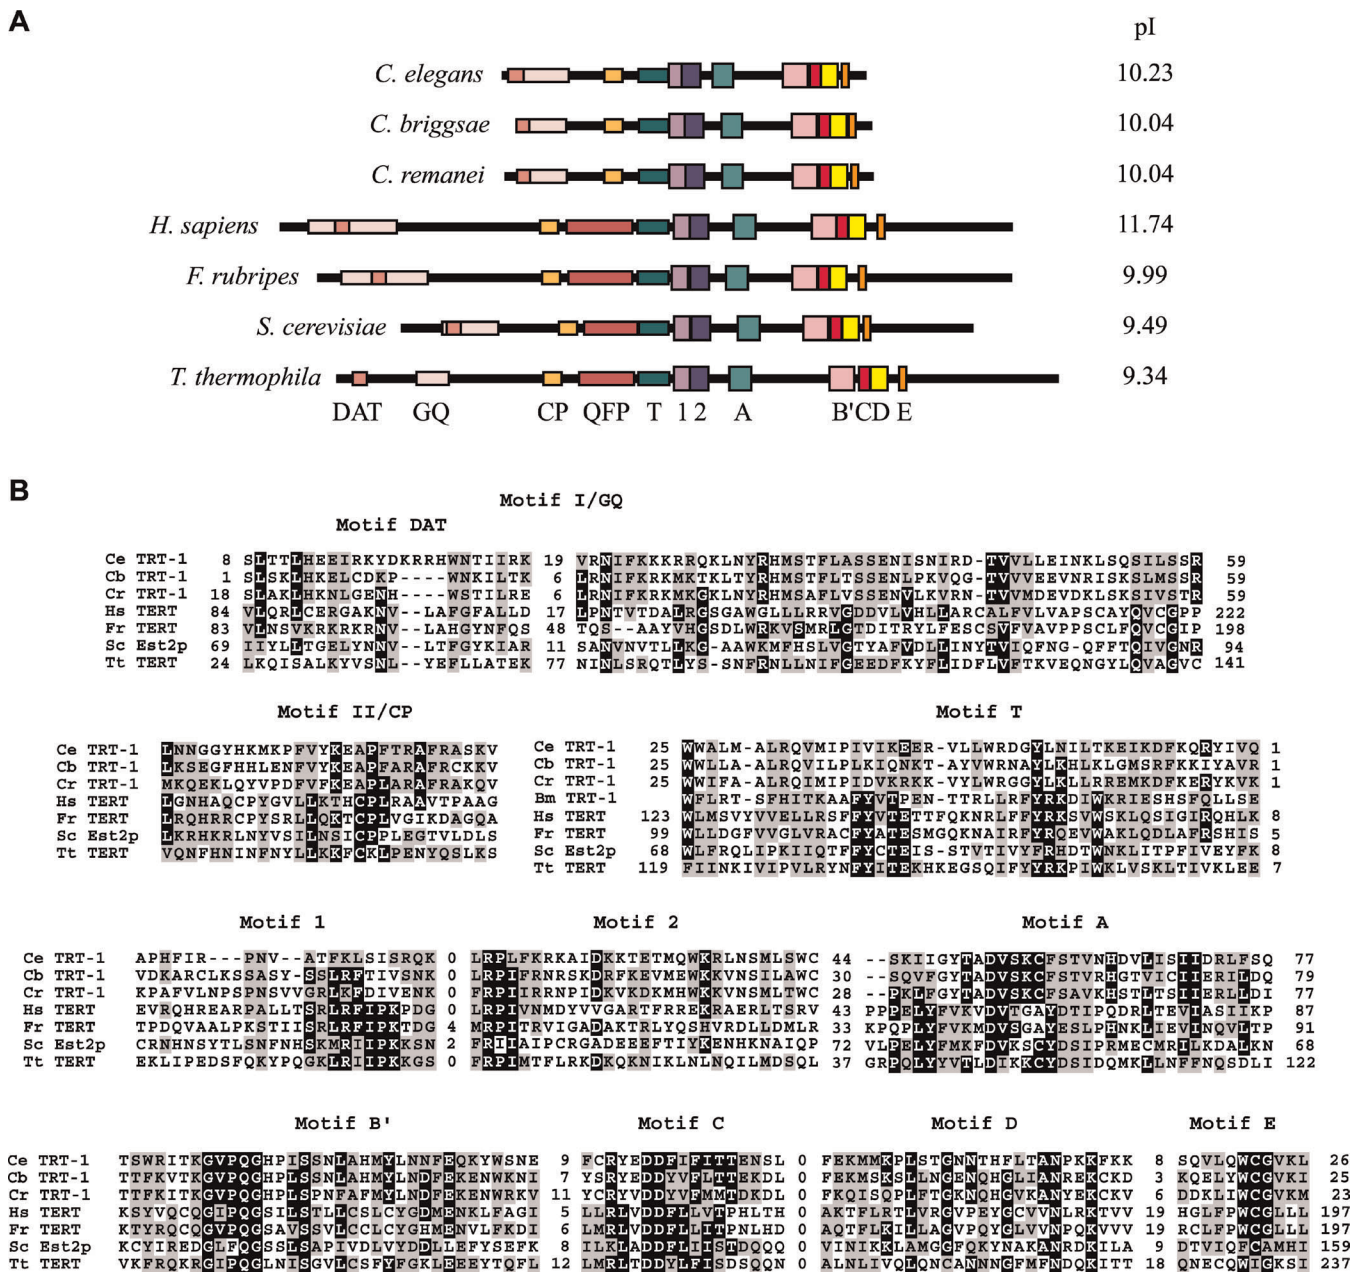 A
pI
C. elegans 10.23
C. briggsae 10.04
C. remanei 10.04
H. sapiens 11.74
F. rubripes 9.99
S. cerevisiae 9.49
T. thermophila 9.34
DAT GQ CP QFP T 1 2 A B'CD E
B
Motif I/GQ
Motif DAT
Ce TRT-1 8 SLTTLHEEIRKYDKRRHWNTIIRK 19 VRNIFKKKRRQKLNYRHMSTFLASSENISNIRD-TVVLLEINKLSQSILSSR 59
Cb TRT-1 1 SLSKLHKELCDKP----WNKILTK 6 LRNIFKRKMKTKLTYRHMSTFLTSSENLPKVQG-TVVVEEVNRISKSLMSSR 59
Cr TRT-1 18 SLAKLHKNLGENH----WSTILRE 6 LRNIFKRKMKGKLNYRHMSAFLVSSENVLKVRN-TVVMDEVDKLSKSIVSTR 59
Hs TERT 84 VLQRLCERGAKNV--LAFGFALLD 17 LPNTVTDALRGSGAWGLLLRRVGDDVLVHLLARCALFVLVAPSCAYQVCGPP 222
Fr TERT 83 VLNSVKRKRKRNV--LAHGYNFQS 48 TQS--AAYVHGSDLWRKVSMRLGTDITRYLFESCSVFVAVPPSCLFQVCGIP 198
Sc Est2p 69 IIYLLTGELYNNV--LTFGYKIAR 11 SANVNVTLLKG-AAWKMFHSLVGTYAFVDLLINYTVIQFNG-QFFTQIVGNR 94
Tt TERT 24 LKQISALKYVSNL--YEFLLATEK 77 NINLSRQTLYS-SNFRNLLNIFGEEDFKYFLIDFLVFTKVEQNGYLQVAGVC 141
Motif II/CP
Ce TRT-1 LNNGGYHKMKPFVYKEAPFTRAFRASKV
Cb TRT-1 LKSEGFHHLENFVYKEAPFARAFRCKKV
Cr TRT-1 MKQEKLQYVPDFVYKEAPLARAFRAKQV
Hs TERT LGNHAQCPYGVLLKTHCPLRAAVTPAAG
Fr TERT LRQHRRCPYSRLLQKTCPLVGIKDAGQA
Sc Est2p LKRHKRLNYVSILNSICPPLEGTVLDLS
Tt TERT VQNFHNINFNYLLKKFCKLPENYQSLKS
Motif T
Ce TRT-1 25 WWALM-ALRQVMIPIVIKEER-VLLWRDGYLNILTKEIKDFKQRYIVQ 1
Cb TRT-1 25 WWLLA-ALRQVLIPLKIQNKT-AYVWRNAYLKHLKLGMSRFKKIYAVR 1
Cr TRT-1 25 WWIFA-ALRQIMIPDVKRKK-VYLWRGGYLKLLRREMKDFKERYKVK 1
Bm TRT-1 WFLRT-SFHITKAAFYVTPEN-TTRLLRFYRKDIWKRIESHSFQLLSE
Hs TERT 123 WLMSVYVVELLRSFFYVTETTFQKNRLFFYRKSVWSKLQSIGIRQHLK 8
Fr TERT 99 WLLDGFVVGLVRACFYATESMGQKNAIRFYRQEVWAKLQDLAFRSHIS 5
Sc Est2p 68 WLFRQLIPKIIQTFFYCTEIS-STVTIVYFRHDTWNKLITPFIVEYFK 8
Tt TERT 119 FIINKIVIPVLRYNFYITEKHKEGSQIFYYRKPIWKLVSKLTIVKLEE 7
Motif 1 Motif 2 Motif A
Ce TRT-1 APHFIR---PNV--ATFKLSISRQK 0 LRPLFKRKAIDKKTETMQWKRLNSMLSAWC 44 --SKIIGYTADVSKCFSTVNHDVLISIIDRLFSQ 77
Cb TRT-1 VDKARCLKSSASY-SSLRFTIVSNK 0 LRPIFRNRSKDRFKEVMEWKRLNSMILSWC 30 --SQVFGYTADVSKCFSTVRHGTVICIIERILDQ 79
Cr TRT-1 KPAFVLNPSPNSVVGRLKFDIVENK 0 FRPIIRRNPIDKVKDKMHWKKVNSMLTWC 28 --PKLFGYTADVSKCFSAVKHSTLTSIIERLLDI 77
Hs TERT EVRQHREARPALLTSRLRFIPKPDG 0 LRPIVNMDYVVGARTFRREKRAERLTSRV 43 PPPELYFVKVDVTGAYDTIPQDRLTEVIASIIKP 87
Fr TERT TPDQVAALPKSTIISRLRFIPKTDG 4 MRPITRVIGADAKTRLYQSHVRDLLDMLR 33 KPQPLYFVKMDVSGAYESLPHNKLIEVINQVLTP 91
Sc Est2p CRNHNSYTLSNFNHSKMRIIPKKSN 2 FRIIAIPCRGADEEEFTIYKENHKNAIQP 72 VLPELYFMKFDVKSCYDSIPRMECMRILKDALKN 68
Tt TERT EKLIPEDSFQKYPQGKLRIIPKKGS 0 LRPIMTFLRKDKQKNIKLNLNQILMDSQL 37 GRPQLYYVTLDIKKCYDSIDQMKLLNFFNQSDLI 122
Motif B' Motif C Motif D Motif E
Ce TRT-1 TSWRITKGVPQGHPISSNLAHMYLNNFEQKYWSNE 9 FCRYEDDFIFITTENSL 0 FEKMMKPLSTGNNTHFLTANPKKFKK 8 SQVLQWCGVKL 26
Cb TRT-1 TTFKITKGVPQGHPLSSNLAHMYLNDFEKENWKNI 7 YSRYEDDYVFLTTEKDLF 0 FEKMSKSLLNGKNQHGLIANPEKCKD 3 KQELYWCGVKI 25
Cr TRT-1 TTFKITKGVPQGHPLSPNFAFMYLNDFEKENWRKV 11 YCRYVDDYVFMMTDKDLF 0 FKQISQPLFTGKNQHGVKANYEKCKV 6 DDKLIWCGVKM 23
Hs TERT KSYVQCQGIPQGSILSTLLCSLCYGDMENKLFAGI 5 LLRLVDDFLLVTPHLTH 0 AKTFLRTLVRGVPEYGCVVNLRKTVV 19 HGLFPWCGLLL 197
Fr TERT KTYRQCQGVPQGSAVSSVLCSLCYGHMENVLFKDI 6 LMRLVDDFLLITPNLHD 0 AQTFLKILLAGVPQYGLVVNPQKVVV 19 RCLFPWCGLLL 197
Sc Est2p KCYIREDGLFQGSSLSAPIVDLVYDDLLEFYSEFK 8 ILKLADDFLIISTDQQQ 0 VINIKKLAMGGFQKYNAKANRDKILA 9 DTVIQFCAMHI 159
Tt TERT VKFRQKRGIPQGLNISGVLCSFYFGKLEEEYTQFL 12 LMRLTDDYLFISDSQQN 0 ALNLIVQLQNCANNNGFMFNDQKITT 18 QNECQWIGKSI 237